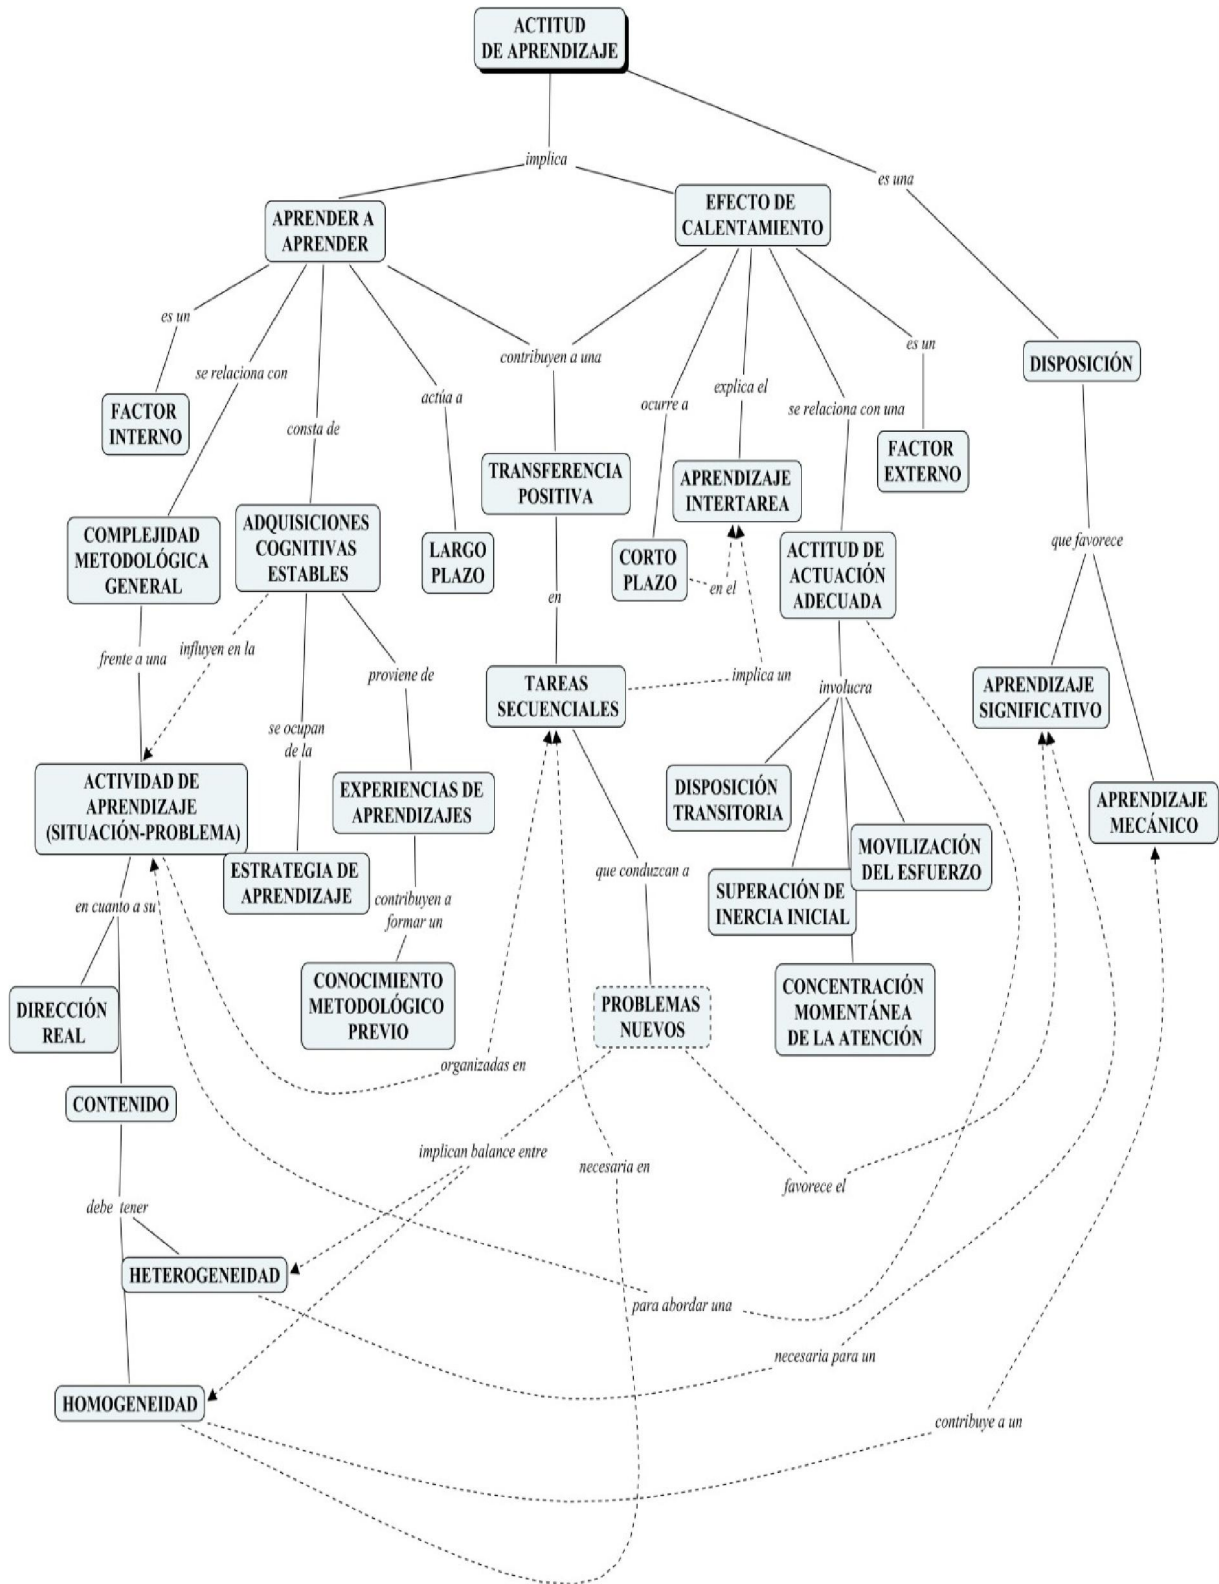 ACTITUD
DE APRENDIZAJE
implica
es una
APRENDER A
APRENDER
EFECTO DE
CALENTAMIENTO
es un
se relaciona con
consta de
actúa a
contribuyen a una
ocurre a
explica el
se relaciona con una
es un
DISPOSICIÓN
FACTOR
INTERNO
FACTOR
EXTERNO
TRANSFERENCIA
POSITIVA
APRENDIZAJE
INTERTAREA
COMPLEJIDAD
METODOLÓGICA
GENERAL
ADQUISICIONES
COGNITIVAS
ESTABLES
LARGO
PLAZO
CORTO
PLAZO
en el
ACTITUD DE
ACTUACIÓN
ADECUADA
que favorece
en
frente a una
influyen en la
proviene de
implica un
involucra
TAREAS
SECUENCIALES
APRENDIZAJE
SIGNIFICATIVO
se ocupan
de la
ACTIVIDAD DE
APRENDIZAJE
(SITUACIÓN-PROBLEMA)
EXPERIENCIAS DE
APRENDIZAJES
DISPOSICIÓN
TRANSITORIA
APRENDIZAJE
MECÁNICO
ESTRATEGIA DE
APRENDIZAJE
que conduzcan a
MOVILIZACIÓN
DEL ESFUERZO
SUPERACIÓN DE
INERCIA INICIAL
en cuanto a su
contribuyen a
formar un
DIRECCIÓN
REAL
CONOCIMIENTO
METODOLÓGICO
PREVIO
PROBLEMAS
NUEVOS
CONCENTRACIÓN
MOMENTÁNEA
DE LA ATENCIÓN
organizadas en
CONTENIDO
implican balance entre
necesaria en
favorece el
debe tener
HETEROGENEIDAD
para abordar una
necesaria para un
HOMOGENEIDAD
contribuye a un